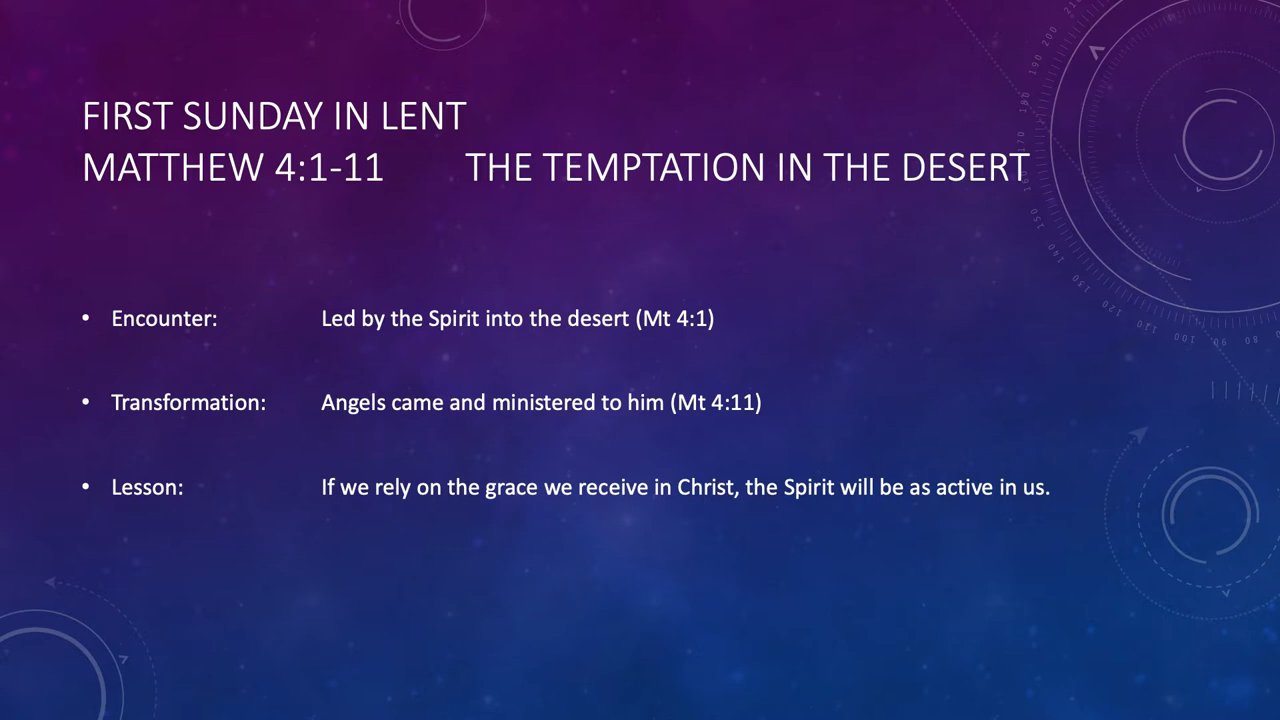 FIRST SUNDAY IN LENT
MATTHEW 4:1-11 THE TEMPTATION IN THE DESERT
• Encounter: Led by the Spirit into the desert (Mt 4:1)
• Transformation: Angels came and ministered to him (Mt 4:11)
• Lesson: If we rely on the grace we receive in Christ, the Spirit will be as active in us.